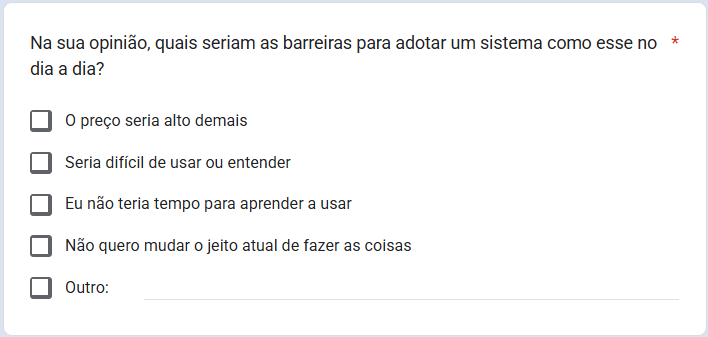 Na sua opinião, quais seriam as barreiras para adotar um sistema como esse no *
dia a dia?
O preço seria alto demais
Seria difícil de usar ou entender
Eu não teria tempo para aprender a usar
Não quero mudar o jeito atual de fazer as coisas
Outro: